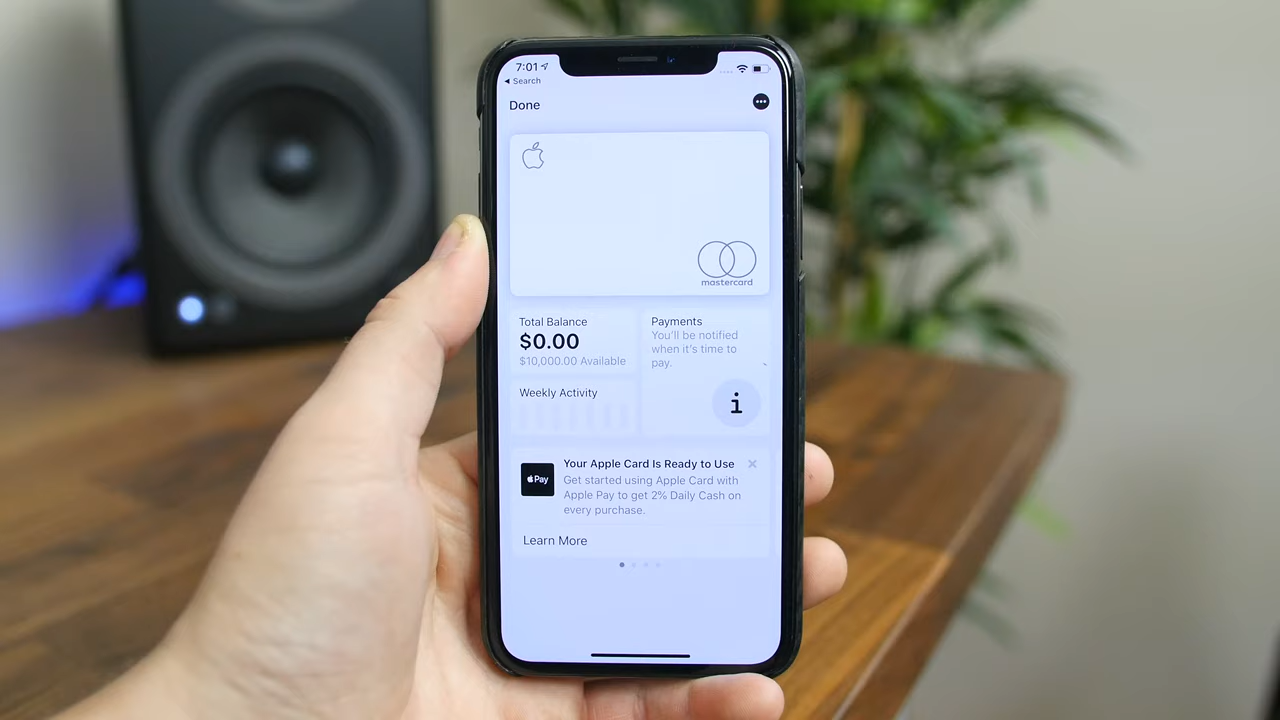 7:01
◀ Search
Done
mastercard
Total Balance
$0.00
$10,000.00 Available
Payments
You'll be notified
when it's time to
pay.
Weekly Activity
i
Pay
Your Apple Card Is Ready to Use
Get started using Apple Card with
Apple Pay to get 2% Daily Cash on
every purchase.
Learn More